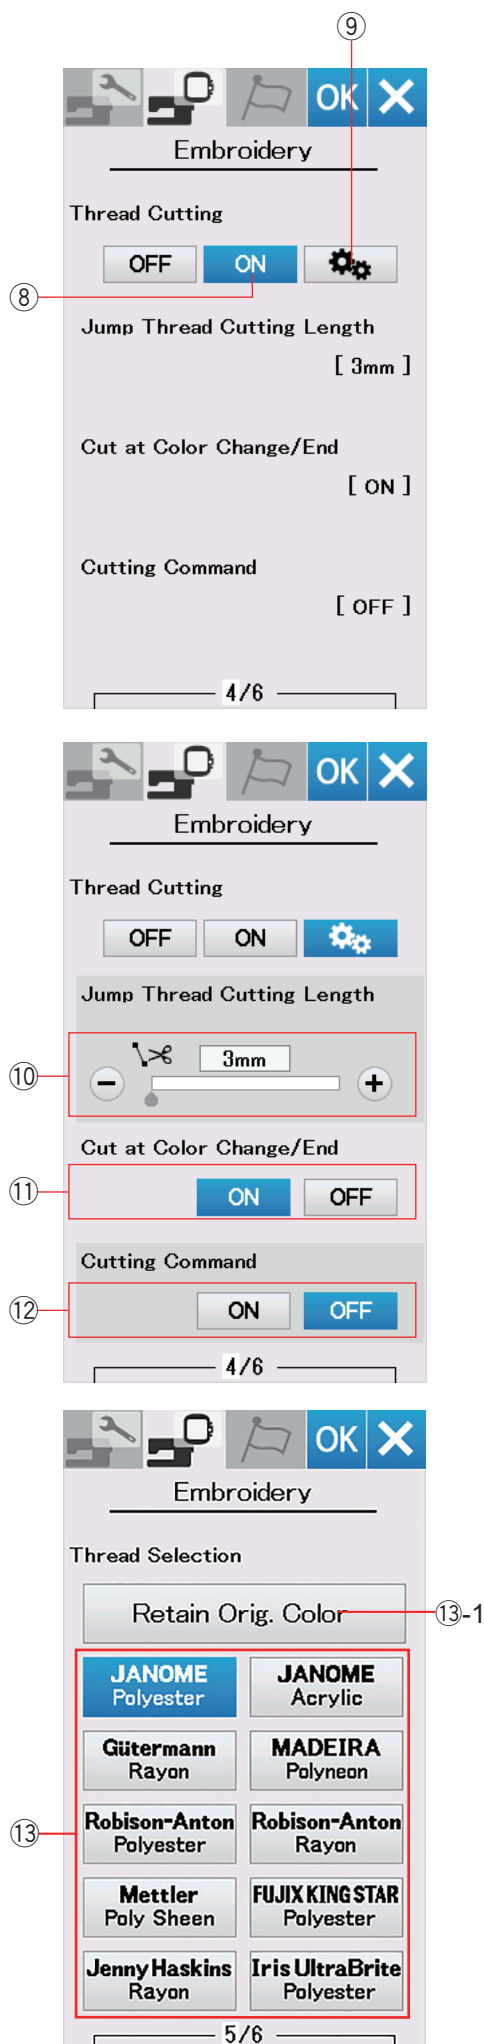 ⑨
OK
Embroidery
Thread Cutting
OFF ON
⑧
Jump Thread Cutting Length
[ 3mm ]
Cut at Color Change/End
[ ON ]
Cutting Command
[ OFF ]
4/6
OK
Embroidery
Thread Cutting
OFF ON
Jump Thread Cutting Length
⑩ 3mm
Cut at Color Change/End
⑪ ON OFF
Cutting Command
⑫ ON OFF
4/6
OK
Embroidery
Thread Selection
Retain Orig. Color ⑬-1
JANOME JANOME
Polyester Acrylic
Gütermann MADEIRA
Rayon Polyneon
⑬ Robison-Anton Robison-Anton
Polyester Rayon
Mettler FUJIX KING STAR
Poly Sheen Polyester
Jenny Haskins Iris UltraBrite
Rayon Polyester
5/6